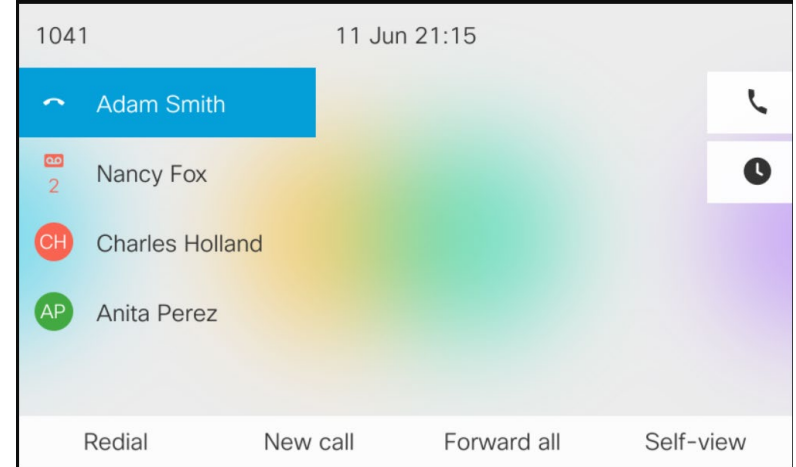 1041 11 Jun 21:15
Adam Smith
2 Nancy Fox
CH Charles Holland
AP Anita Perez
Redial New call Forward all Self-view